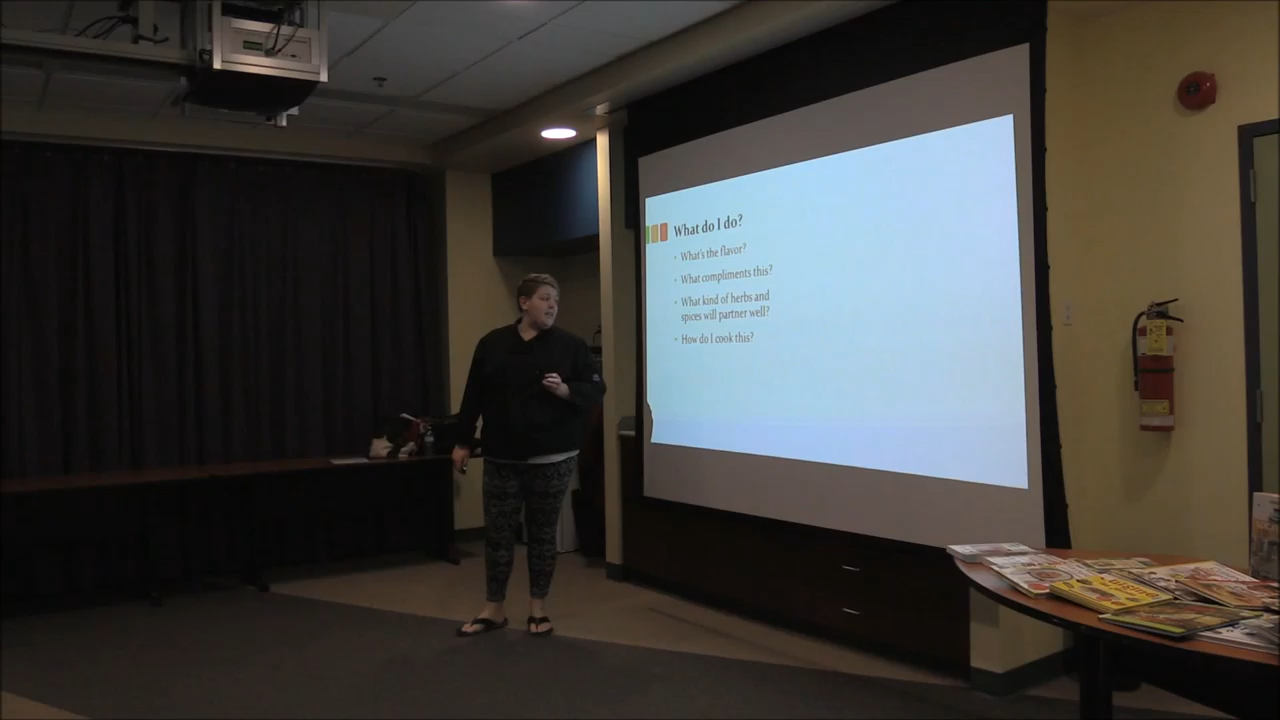 What do I do?
What's the flavor?
What compliments this?
What kind of herbs and
spices will partner well?
How do I cook this?